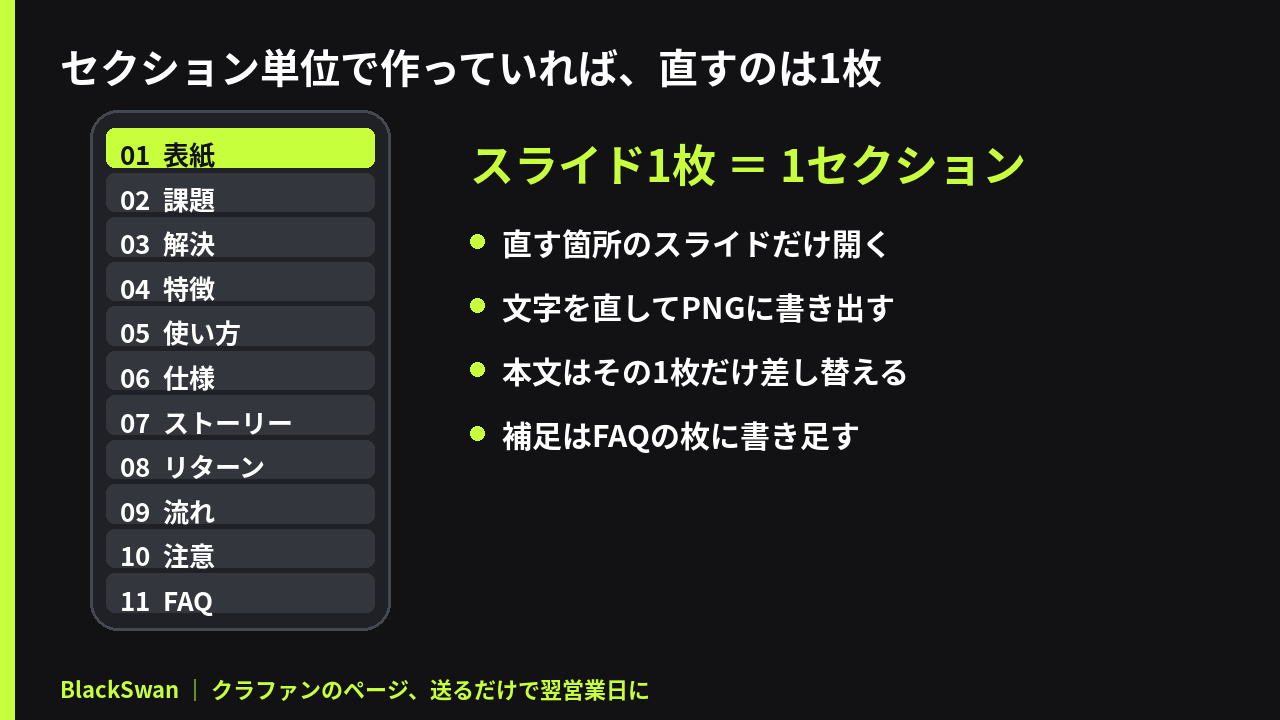 セクション単位で作っていれば、直すのは1枚
01 表紙
02 課題
03 解決
04 特徴
05 使い方
06 仕様
07 ストーリー
08 リターン
09 流れ
10 注意
11 FAQ
スライド1枚 ＝ 1セクション
直す箇所のスライドだけ開く
文字を直してPNGに書き出す
本文はその1枚だけ差し替える
補足はFAQの枚に書き足す
BlackSwan｜クラファンのページ、送るだけで翌営業日に